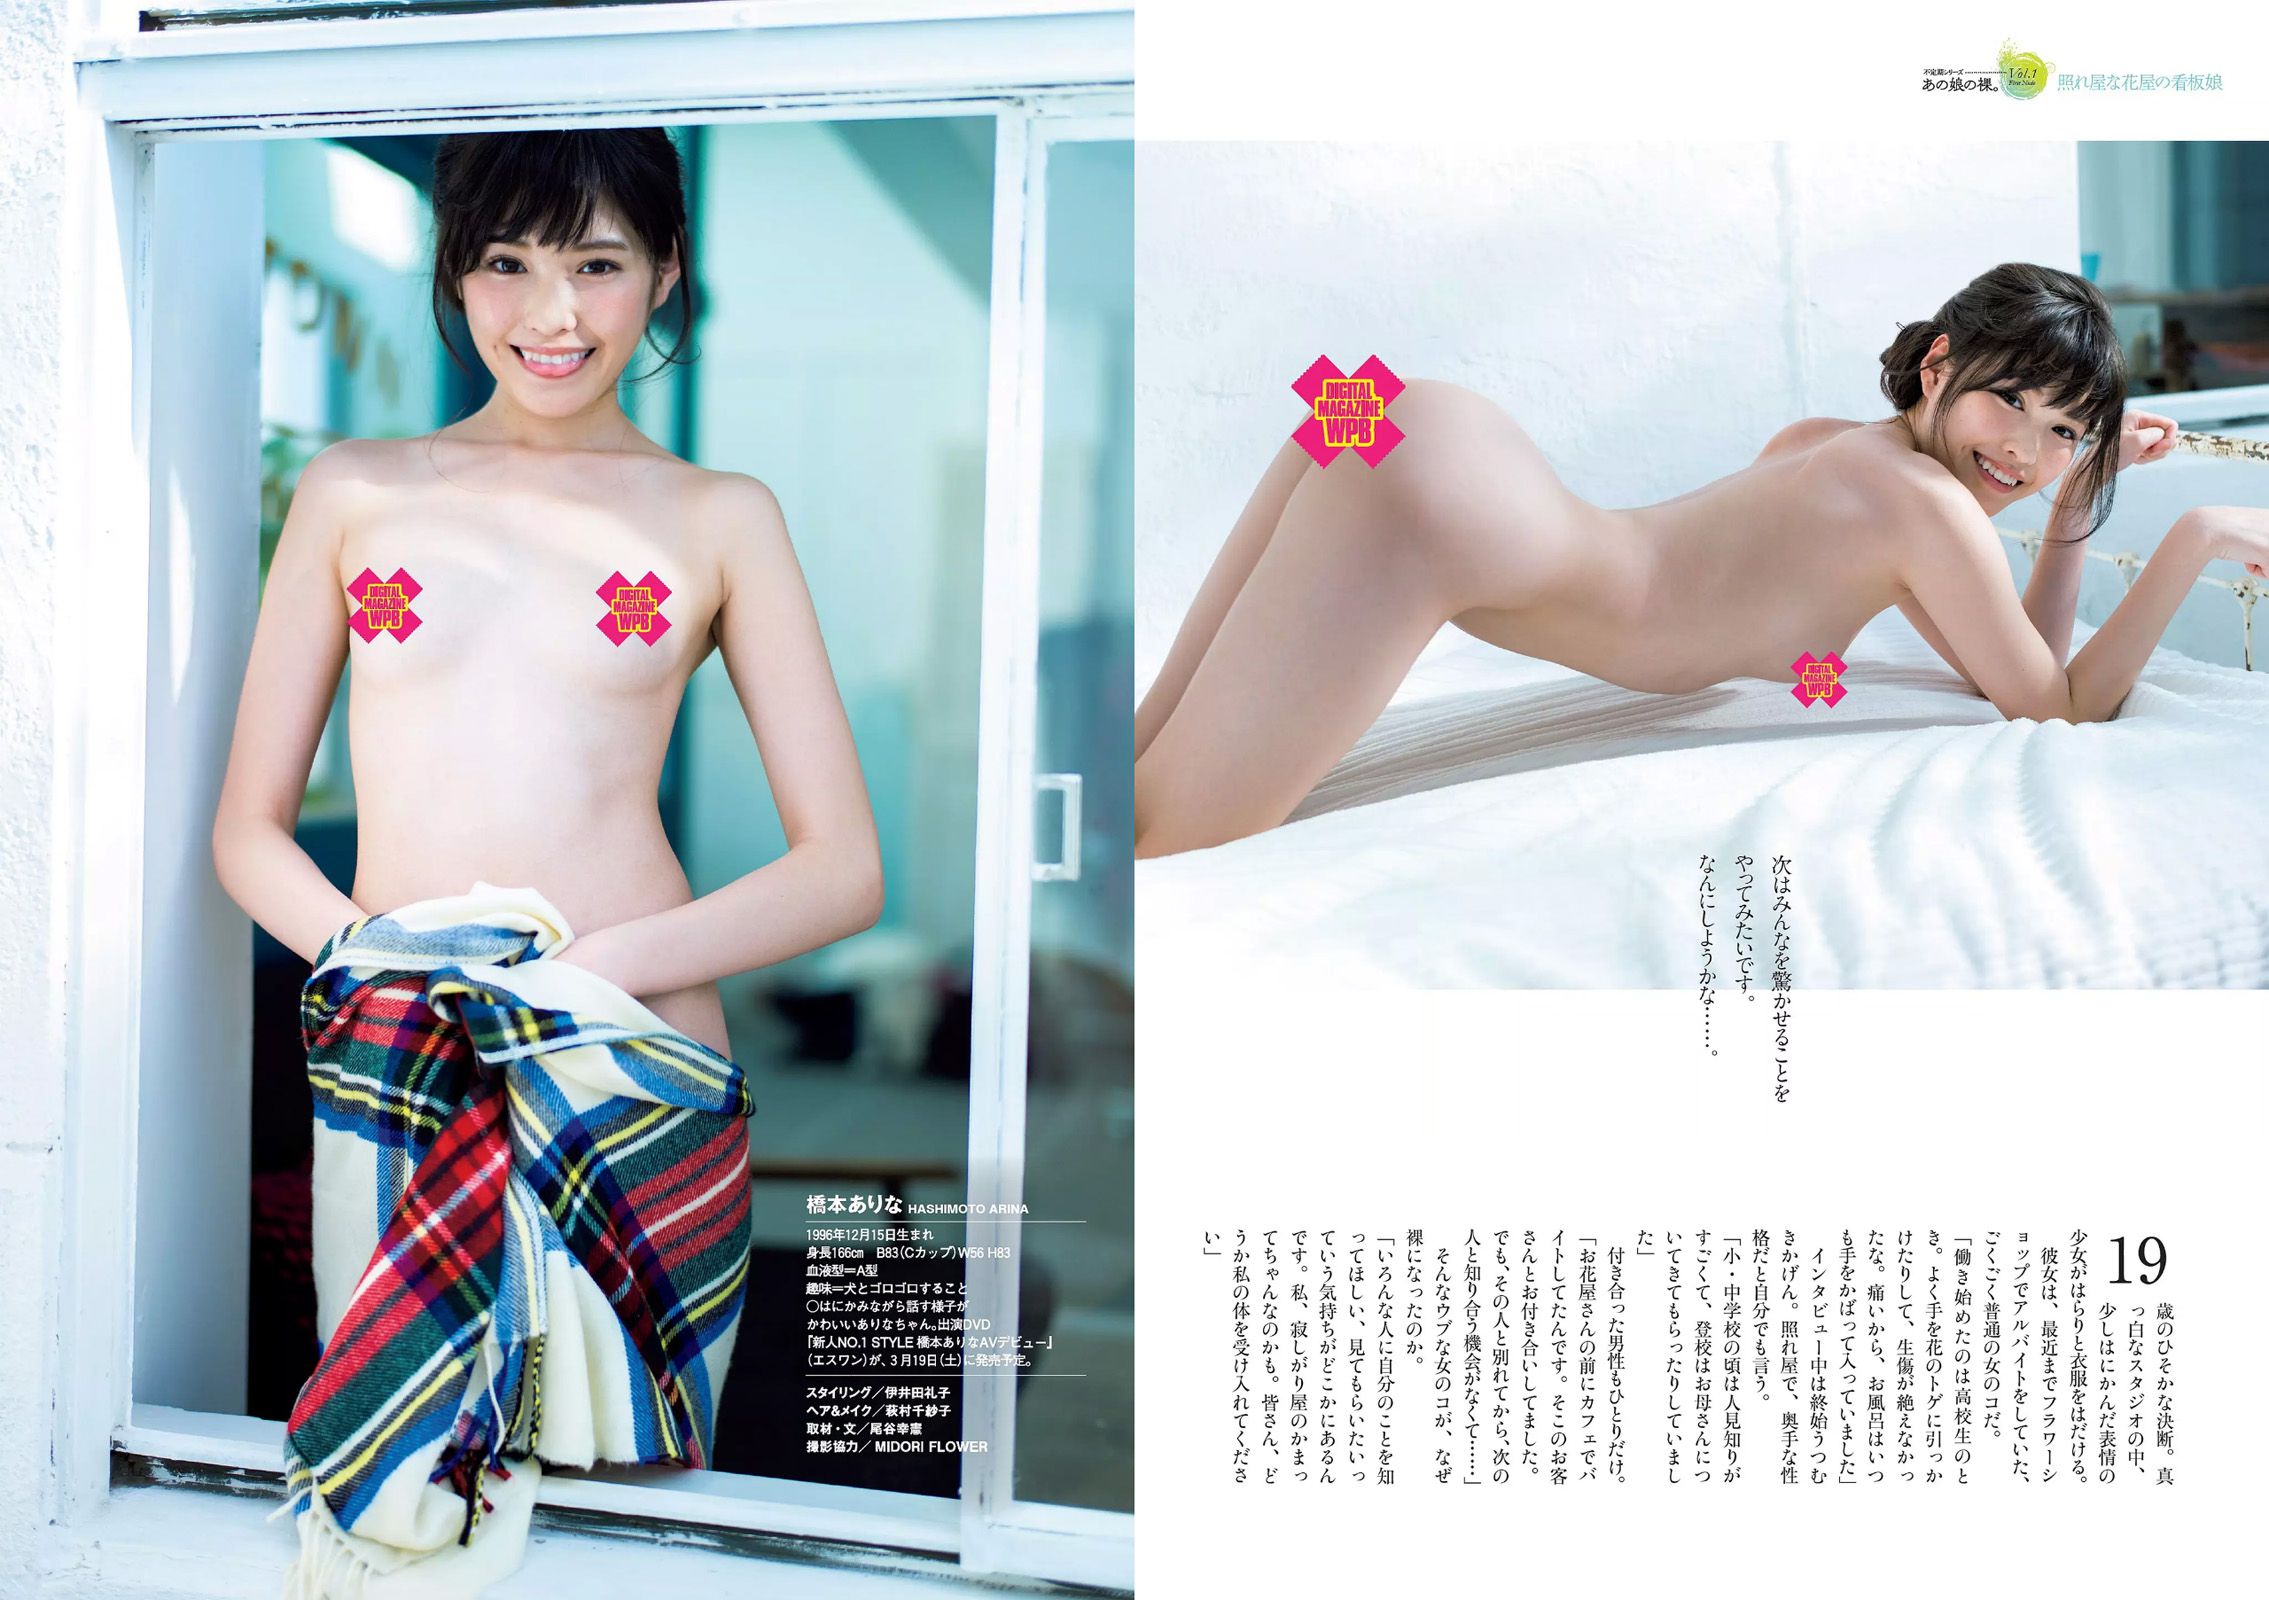 不定期シリーズ
あの娘の裸。
Vol.1
First Nude
照れ屋な花屋の看板娘
DIGITAL
MAGAZINE
WPB
次はみんなを驚かせることを
やってみたいです。
なんにしようかな……。
19
歳のひそかな決断。真
っ白なスタジオの中、
少しはにかんだ表情の
少女がはらりと衣服をはだける。
彼女は、最近までフラワーシ
ョップでアルバイトをしていた、
ごくごく普通の女のコだ。
「働き始めたのは高校生のと
き。よく手を花のトゲに引っか
けたりして、生傷が絶えなかっ
たな。痛いから、お風呂はいつ
も手をかばって入っていました」
インタビュー中は終始うつむ
きかげん。照れ屋で、奥手な性
格だと自分でも言う。
「小・中学校の頃は人見知りが
すごくて、登校はお母さんにつ
いてきてもらったりしていまし
た」
付き合った男性もひとりだけ。
「お花屋さんの前にカフェでバ
イトしてたんです。そこのお客
さんとお付き合いしてました。
でも、その人と別れてから、次の
人と知り合う機会がなくて……」
そんなウブな女のコが、なぜ
裸になったのか。
「いろんな人に自分のことを知
ってほしい、見てもらいたいっ
ていう気持ちがどこかにあるん
です。私、寂しがり屋のかまっ
てちゃんなのかも。皆さん、ど
うか私の体を受け入れてくださ
い」
DIGITAL
MAGAZINE
WPB
DIGITAL
MAGAZINE
WPB
DIGITAL
MAGAZINE
WPB
橋本ありな HASHIMOTO ARINA
1996年12月15日生まれ
身長166㎝ B83(Cカップ)W56 H83
血液型＝A型
趣味＝犬とゴロゴロすること
○はにかみながら話す様子が
かわいいありなちゃん。出演DVD
『新人NO.1 STYLE 橋本ありなAVデビュー』
(エスワン)が、3月19日(土)に発売予定。
スタイリング／伊井田礼子
ヘア&メイク／萩村千紗子
取材・文／尾谷幸憲
撮影協力／ MIDORI FLOWER